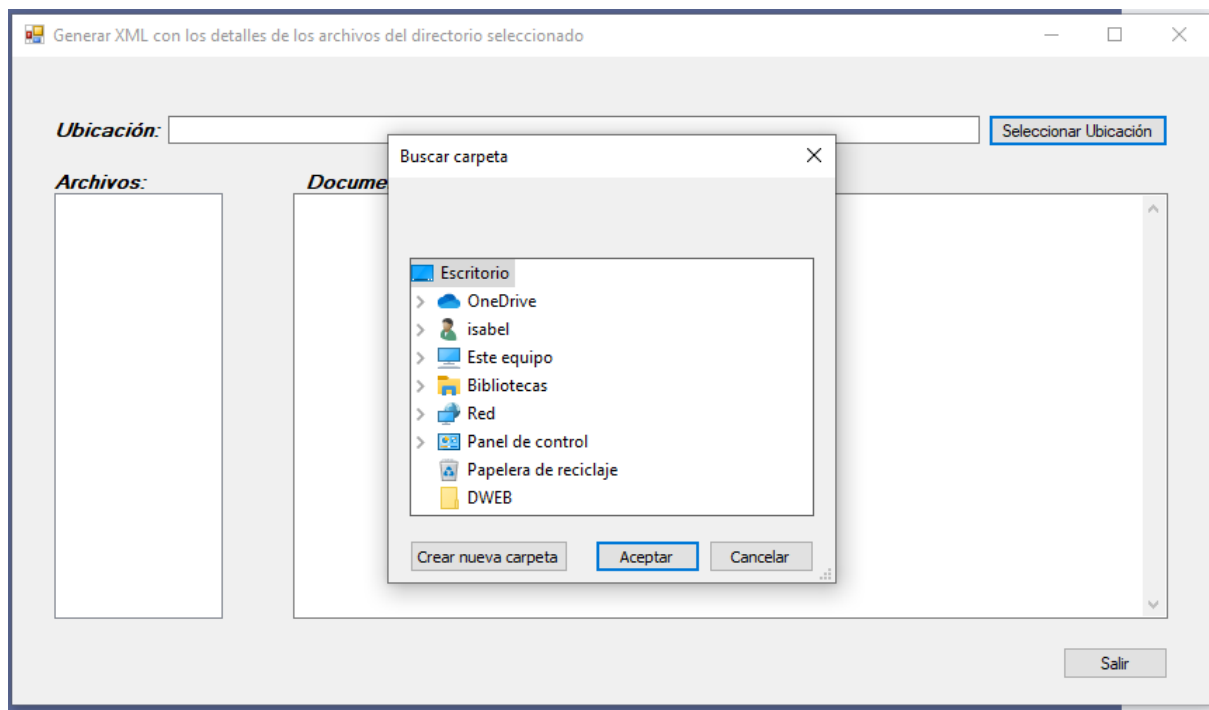 Generar XML con los detalles de los archivos del directorio seleccionado
Ubicación:
Seleccionar Ubicación
Archivos:
Docume
Buscar carpeta
Escritorio
OneDrive
isabel
Este equipo
Bibliotecas
Red
Panel de control
Papelera de reciclaje
DWEB
Crear nueva carpeta
Aceptar
Cancelar
Salir